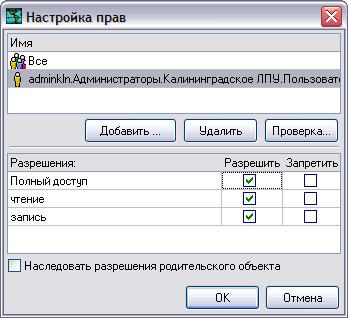 Настройка прав
Имя
Все
adminkln.Администраторы.Калининградское ЛПУ.Пользоват
Добавить ...
Удалить
Проверка...
Разрешения: Разрешить Запретить
Полный доступ
чтение
запись
Наследовать разрешения родительского объекта
OK
Отмена